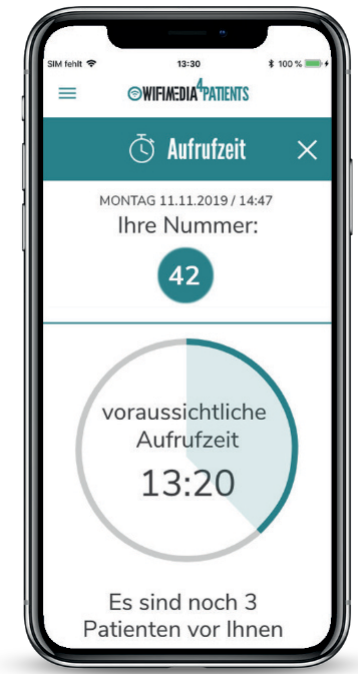 SIM fehlt 13:30 100 %
WIFIMEDIA4PATIENTS
Aufrufzeit
MONTAG 11.11.2019 / 14:47
Ihre Nummer:
42
voraussichtliche
Aufrufzeit
13:20
Es sind noch 3
Patienten vor Ihnen